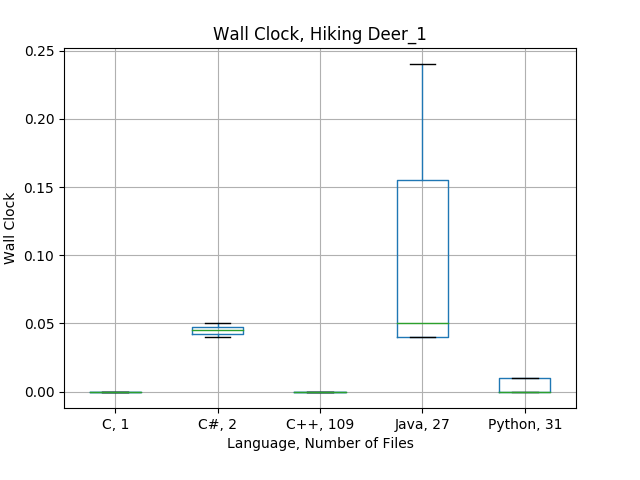 Wall Clock, Hiking Deer_1
0.25
0.20
0.15
0.10
0.05
0.00
Wall Clock
C, 1 C#, 2 C++, 109 Java, 27 Python, 31
Language, Number of Files